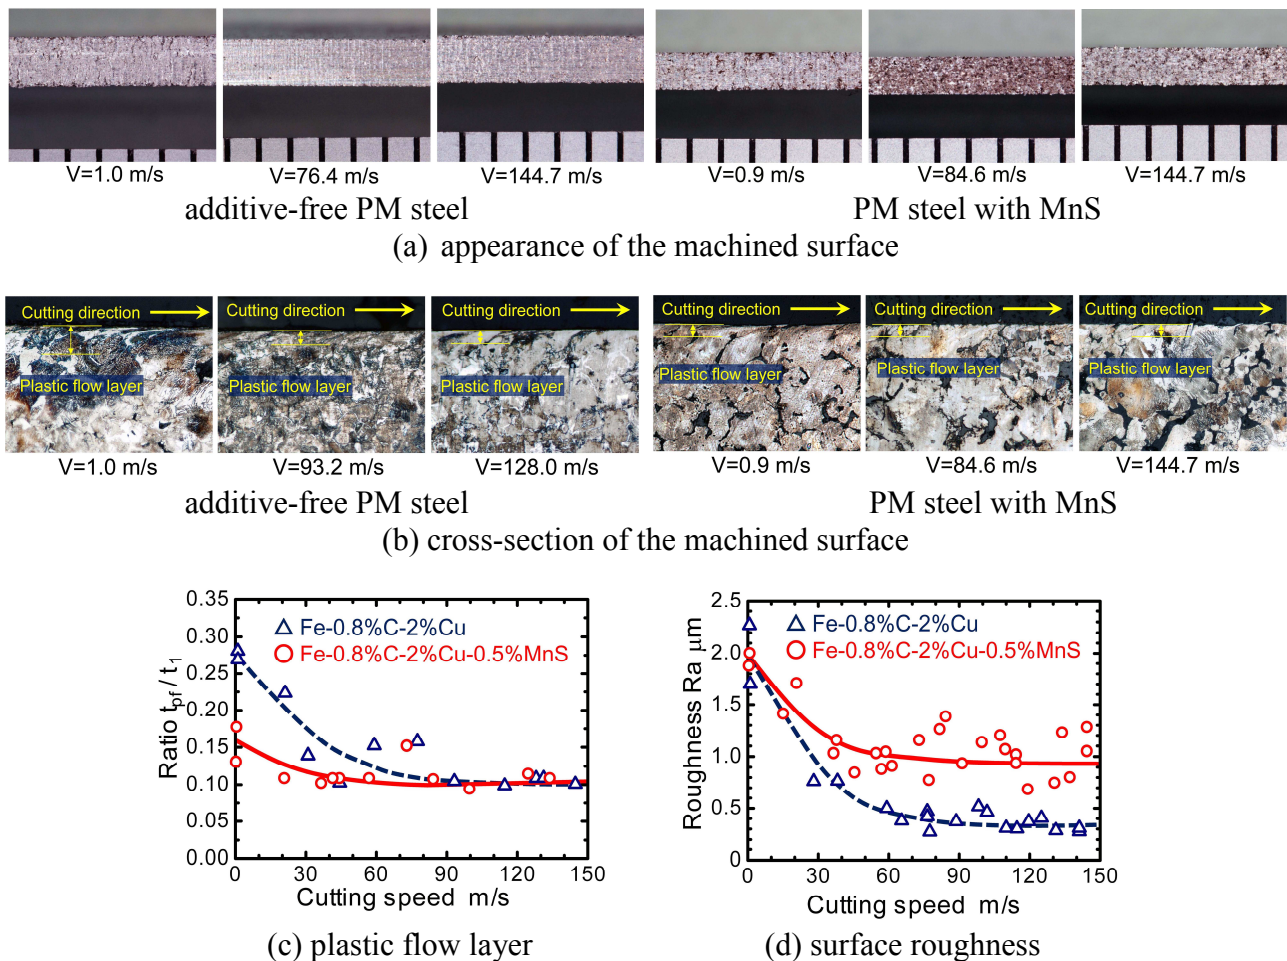 V=1.0 m/s V=76.4 m/s V=144.7 m/s V=0.9 m/s V=84.6 m/s V=144.7 m/s
additive-free PM steel PM steel with MnS
(a) appearance of the machined surface
Cutting direction Cutting direction Cutting direction Cutting direction Cutting direction Cutting direction
Plastic flow layer Plastic flow layer Plastic flow layer Plastic flow layer Plastic flow layer Plastic flow layer
V=1.0 m/s V=93.2 m/s V=128.0 m/s V=0.9 m/s V=84.6 m/s V=144.7 m/s
additive-free PM steel PM steel with MnS
(b) cross-section of the machined surface
Ratio t_pf / t_1
0.35
0.30
0.25
0.20
0.15
0.10
0.05
0.00
Fe-0.8%C-2%Cu
Fe-0.8%C-2%Cu-0.5%MnS
0 30 60 90 120 150
Cutting speed m/s
(c) plastic flow layer
Roughness Ra μm
2.5
2.0
1.5
1.0
0.5
0
Fe-0.8%C-2%Cu
Fe-0.8%C-2%Cu-0.5%MnS
0 30 60 90 120 150
Cutting speed m/s
(d) surface roughness